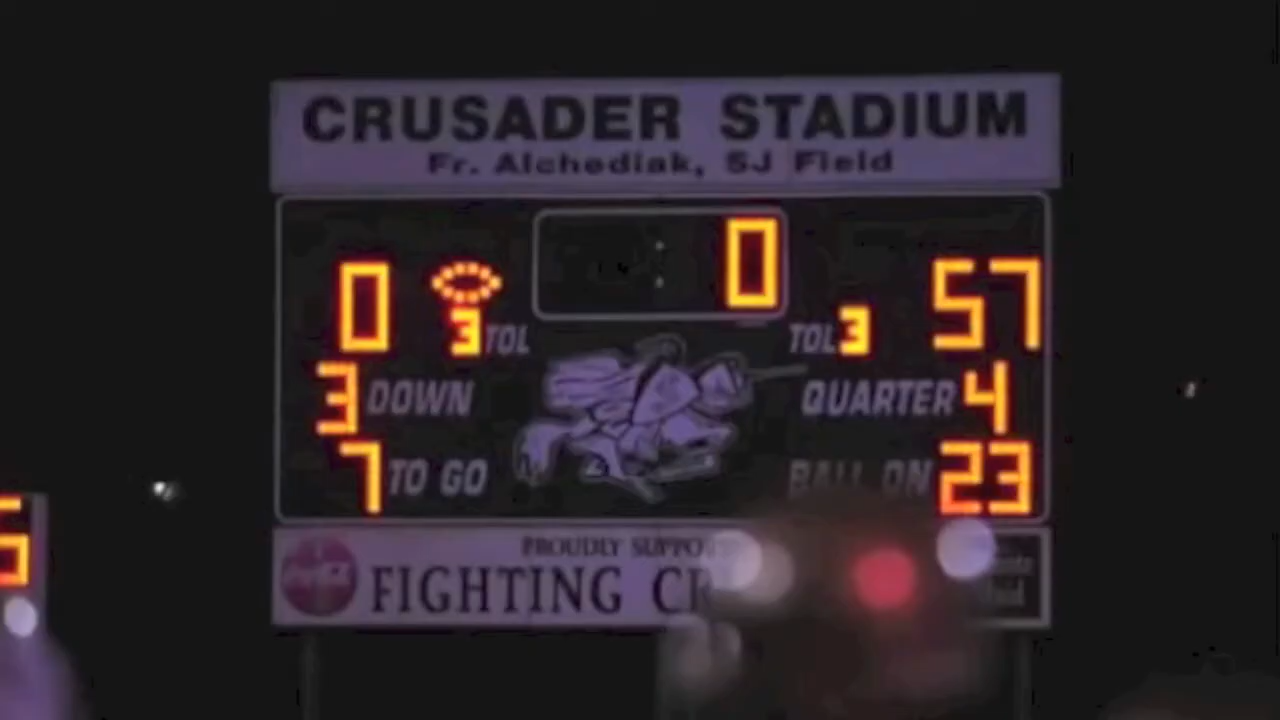 CRUSADER STADIUM
Fr. Alchediak, SJ Field
0
0
57
3 TOL
TOL 3
3 DOWN
QUARTER 4
7 TO GO
BALL ON 23
PROUDLY
FIGHTING